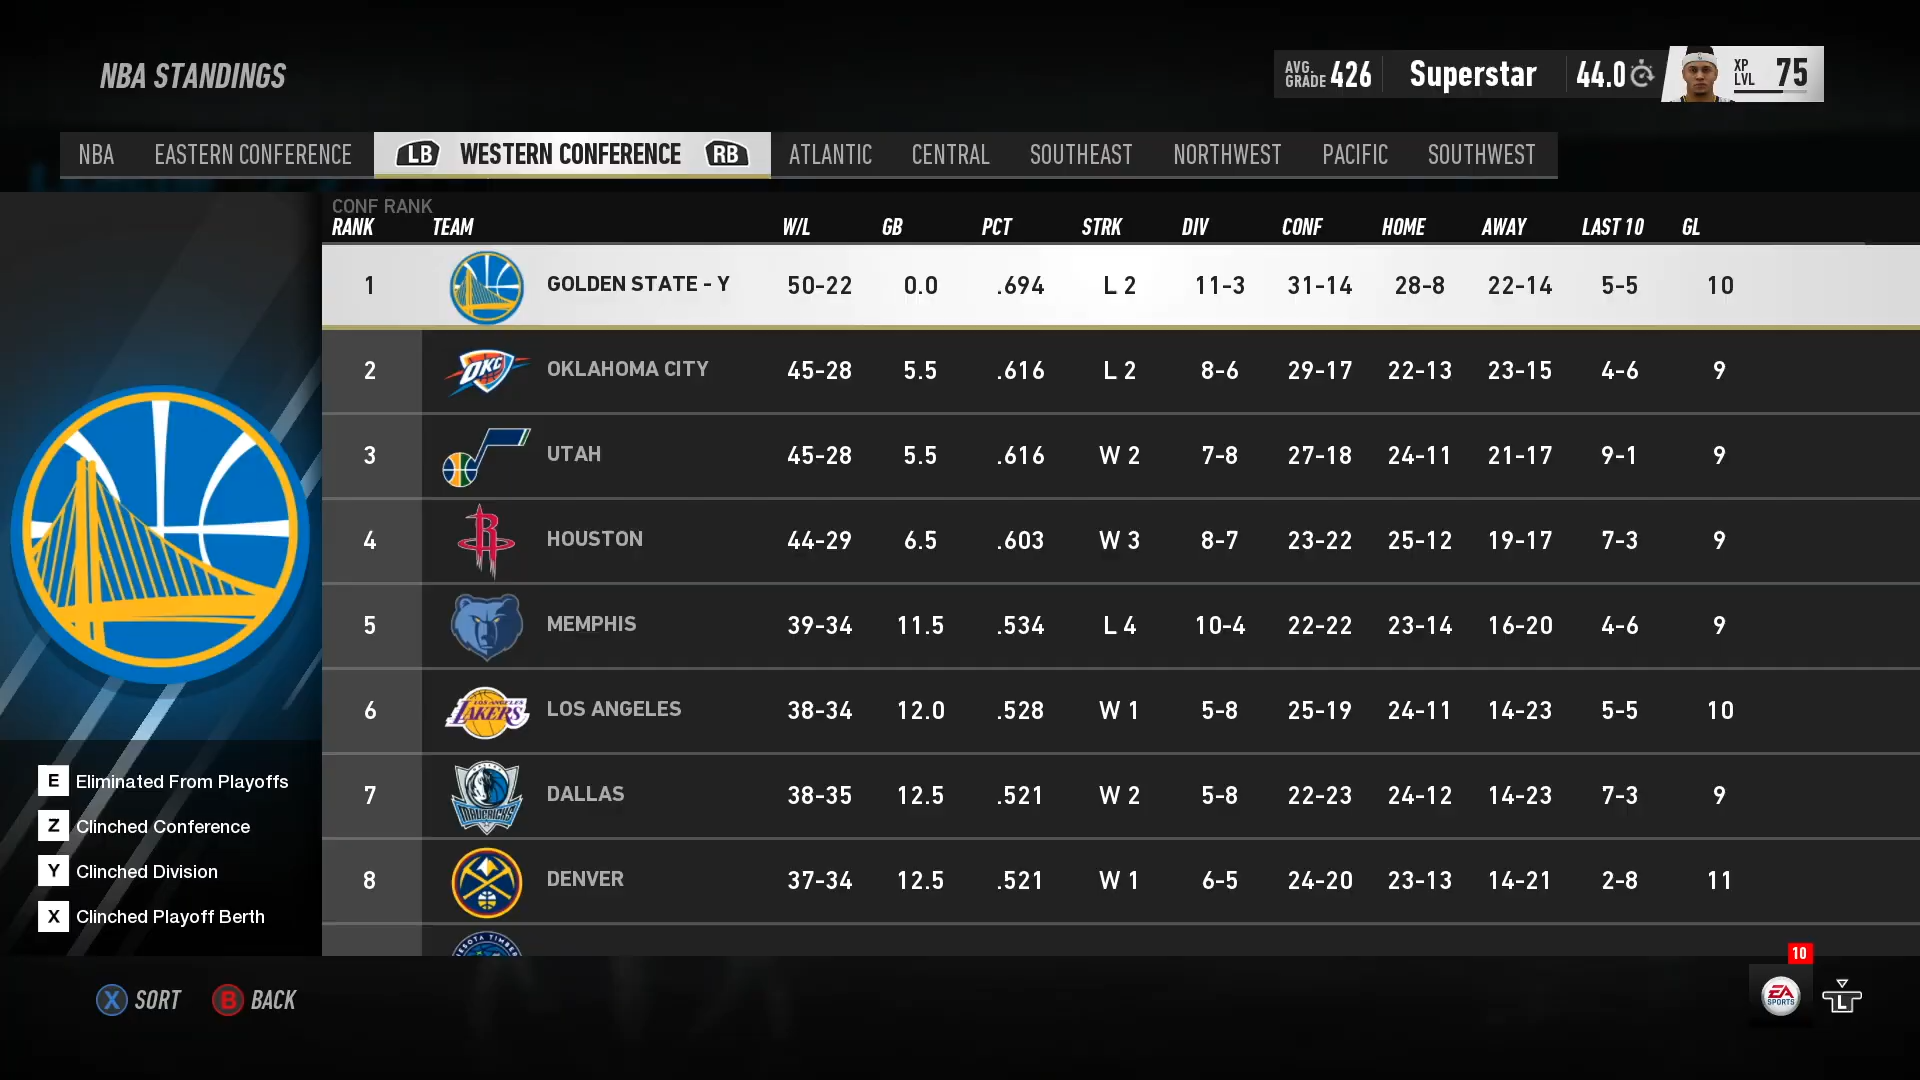 NBA STANDINGS
AVG. GRADE 426 Superstar 44.0 XP LVL 75
NBA EASTERN CONFERENCE LB WESTERN CONFERENCE RB ATLANTIC CENTRAL SOUTHEAST NORTHWEST PACIFIC SOUTHWEST
CONF RANK
RANK TEAM W/L GB PCT STRK DIV CONF HOME AWAY LAST 10 GL
1 GOLDEN STATE - Y 50-22 0.0 .694 L 2 11-3 31-14 28-8 22-14 5-5 10
2 OKC OKLAHOMA CITY 45-28 5.5 .616 L 2 8-6 29-17 22-13 23-15 4-6 9
3 UTAH 45-28 5.5 .616 W 2 7-8 27-18 24-11 21-17 9-1 9
4 R HOUSTON 44-29 6.5 .603 W 3 8-7 23-22 25-12 19-17 7-3 9
5 MEMPHIS 39-34 11.5 .534 L 4 10-4 22-22 23-14 16-20 4-6 9
6 LOS ANGELES LAKERS LOS ANGELES 38-34 12.0 .528 W 1 5-8 25-19 24-11 14-23 5-5 10
7 MAVERICKS DALLAS 38-35 12.5 .521 W 2 5-8 22-23 24-12 14-23 7-3 9
8 DENVER 37-34 12.5 .521 W 1 6-5 24-20 23-13 14-21 2-8 11
E Eliminated From Playoffs
Z Clinched Conference
Y Clinched Division
X Clinched Playoff Berth
X SORT B BACK
10
EA SPORTS L